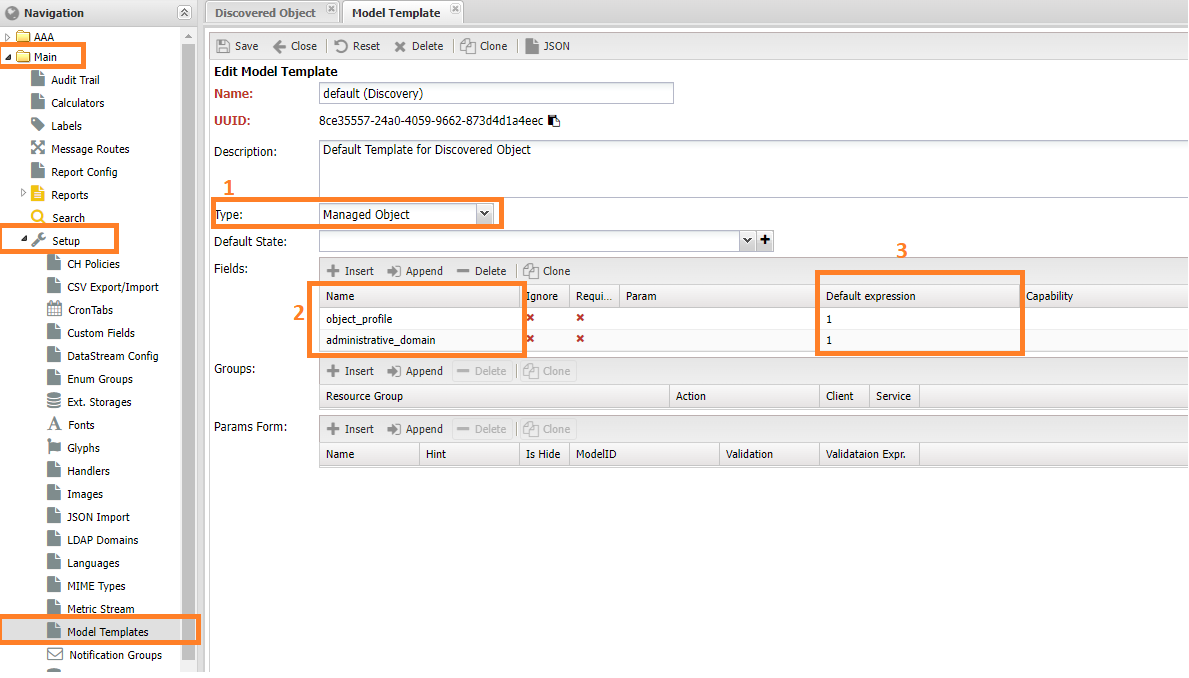 Navigation
AAA
Main
Audit Trail
Calculators
Labels
Message Routes
Report Config
Reports
Search
Setup
CH Policies
CSV Export/Import
CronTabs
Custom Fields
DataStream Config
Enum Groups
Ext. Storages
Fonts
Glyphs
Handlers
Images
JSON Import
LDAP Domains
Languages
MIME Types
Metric Stream
Model Templates
Notification Groups
Discovered Object Model Template
Save Close Reset Delete Clone JSON
Edit Model Template
Name: default (Discovery)
UUID: 8ce35557-24a0-4059-9662-873d4d1a4eec
Description: Default Template for Discovered Object
1
Type: Managed Object
Default State:
3
Fields: Insert Append Delete Clone
2
Name Ignore Requi... Param Default expression Capability
object_profile 1
administrative_domain 1
Groups: Insert Append Delete Clone
Resource Group Action Client Service
Params Form: Insert Append Delete Clone
Name Hint Is Hide ModelID Validation Validataion Expr.